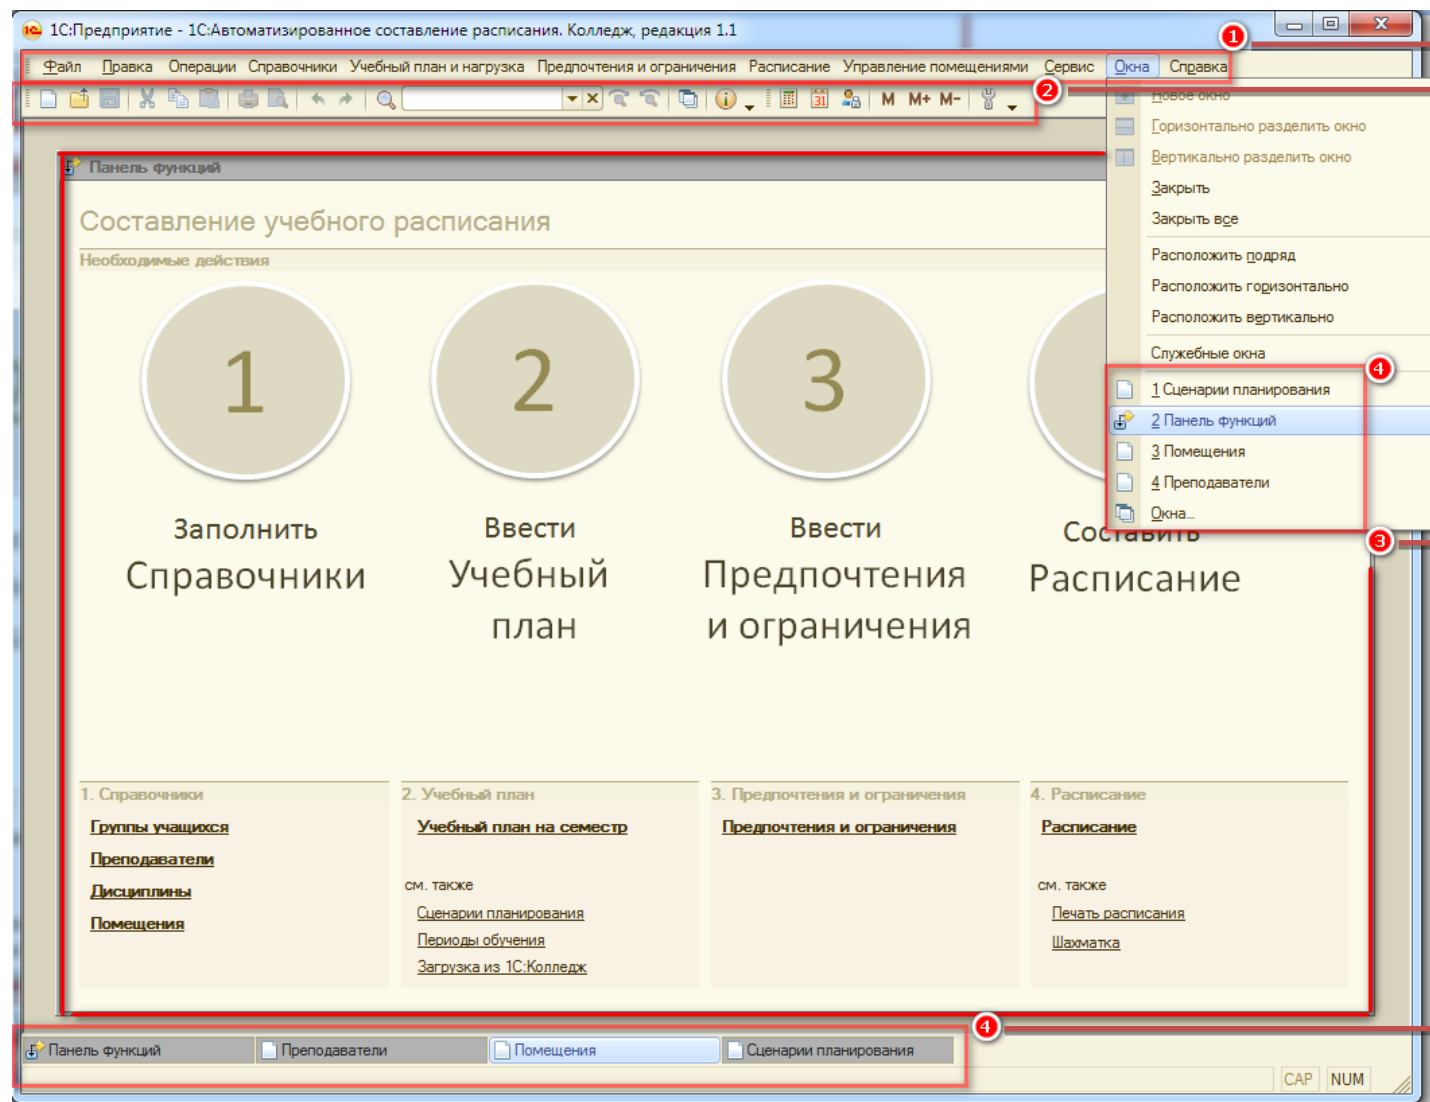 1С:Предприятие - 1С:Автоматизированное составление расписания. Колледж, редакция 1.1
1
Файл Правка Операции Справочники Учебный план и нагрузка Предпочтения и ограничения Расписание Управление помещениями Сервис Окна Справка
31 M M+ M-
2
Новое окно
Горизонтально разделить окно
Вертикально разделить окно
Закрыть
Закрыть все
Расположить подряд
Расположить горизонтально
Расположить вертикально
Служебные окна
4
1 Сценарии планирования
2 Панель функций
3 Помещения
4 Преподаватели
Окна...
3
Панель функций
Составление учебного расписания
Необходимые действия
1 2 3
Заполнить
Справочники
Ввести
Учебный
план
Ввести
Предпочтения
и ограничения
Составить
Расписание
1. Справочники
Группы учащихся
Преподаватели
Дисциплины
Помещения
2. Учебный план
Учебный план на семестр
см. также
Сценарии планирования
Периоды обучения
Загрузка из 1С:Колледж
3. Предпочтения и ограничения
Предпочтения и ограничения
4. Расписание
Расписание
см. также
Печать расписания
Шахматка
4
Панель функций Преподаватели Помещения Сценарии планирования
CAP NUM